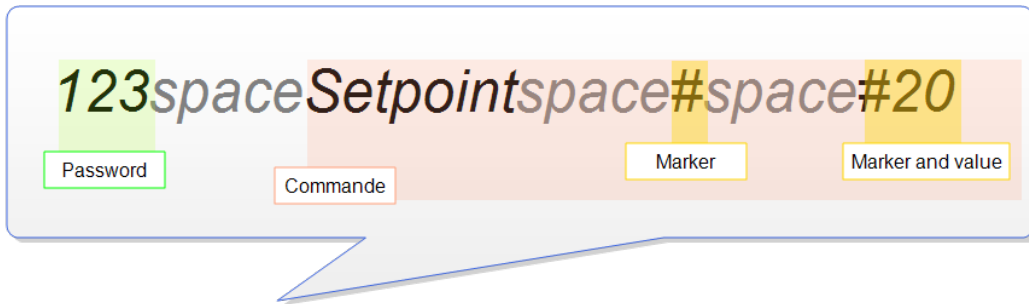 123spaceSetpointspace#space#20
Password
Commande
Marker
Marker and value